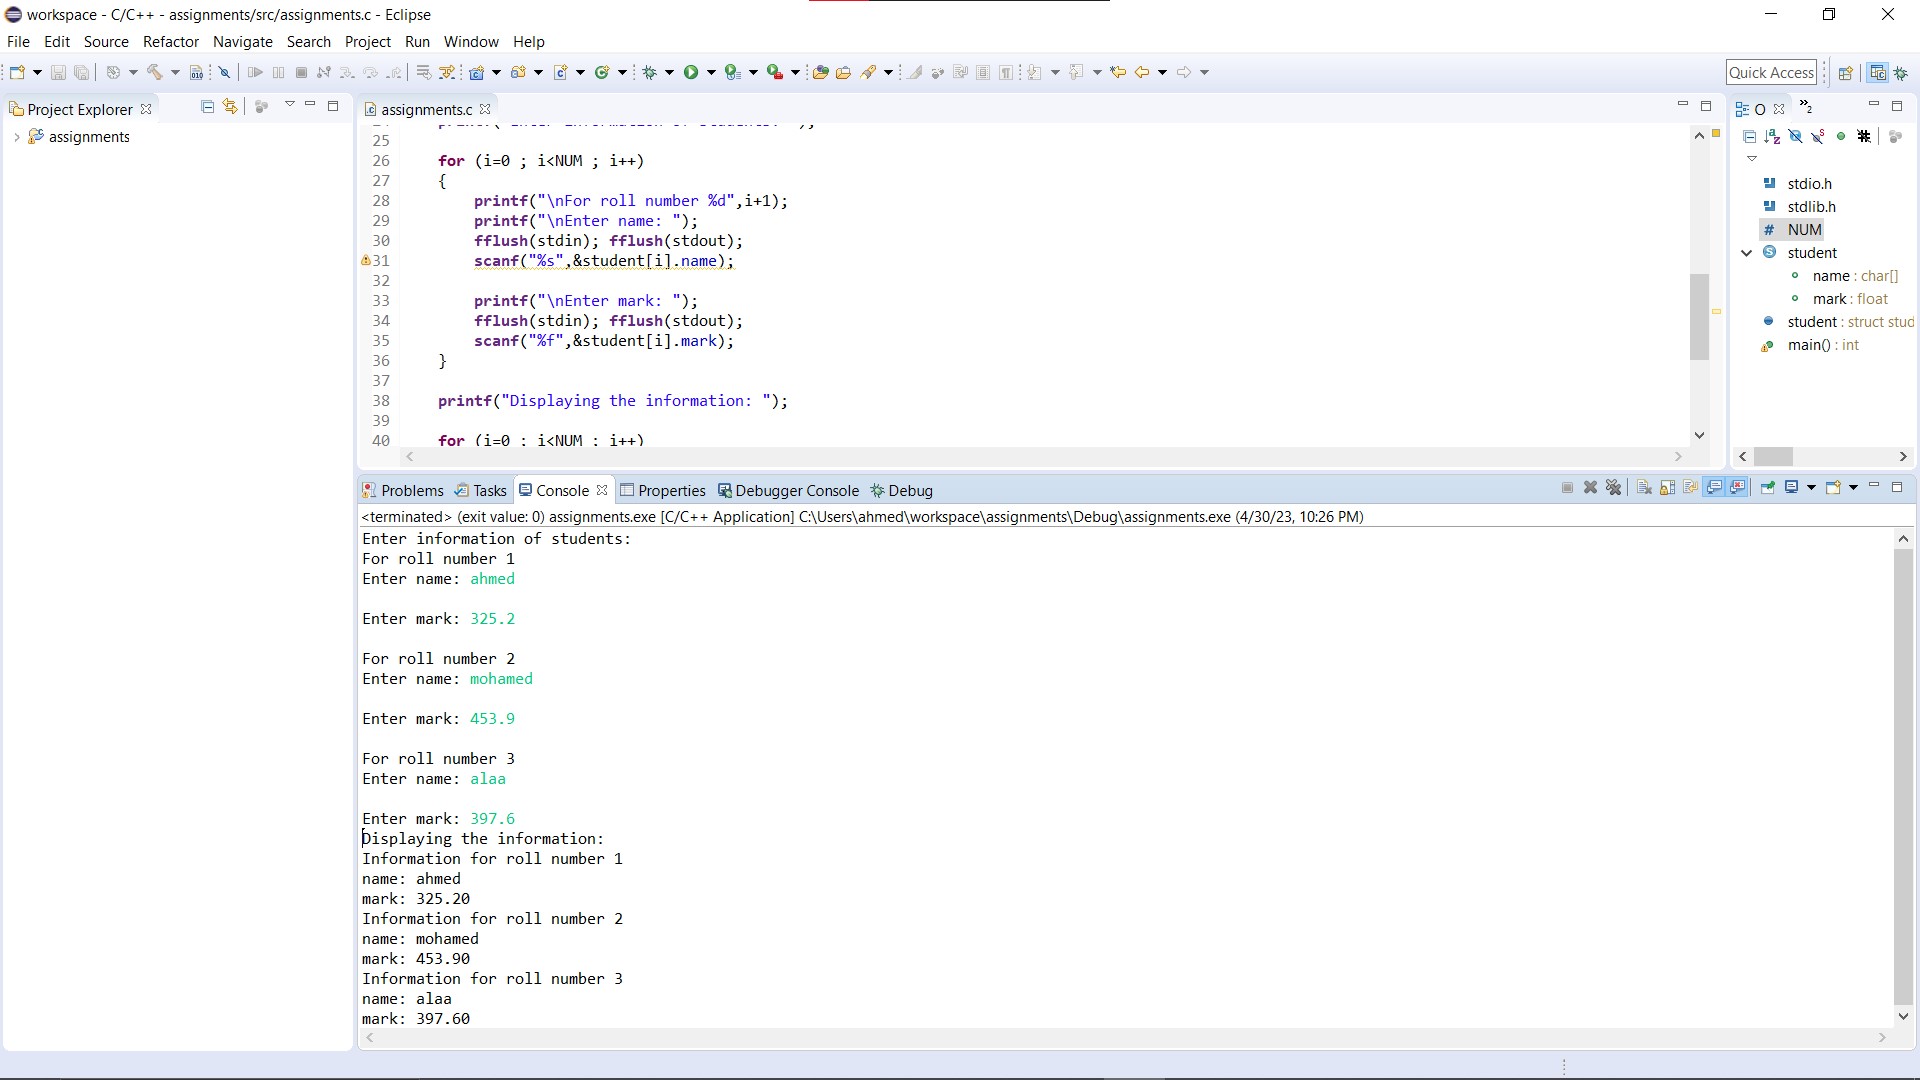 workspace - C/C++ - assignments/src/assignments.c - Eclipse
File Edit Source Refactor Navigate Search Project Run Window Help
Quick Access
Project Explorer
assignments
assignments.c
25
26 for (i=0 ; i<NUM ; i++)
27 {
28 printf("\nFor roll number %d",i+1);
29 printf("\nEnter name: ");
30 fflush(stdin); fflush(stdout);
31 scanf("%s",&student[i].name);
32
33 printf("\nEnter mark: ");
34 fflush(stdin); fflush(stdout);
35 scanf("%f",&student[i].mark);
36 }
37
38 printf("Displaying the information: ");
39
40 for (i=0 ; i<NUM ; i++)
O
2
stdio.h
stdlib.h
# NUM
student
name : char[]
mark : float
student : struct stud
main() : int
Problems Tasks Console Properties Debugger Console Debug
<terminated> (exit value: 0) assignments.exe [C/C++ Application] C:\Users\ahmed\workspace\assignments\Debug\assignments.exe (4/30/23, 10:26 PM)
Enter information of students:
For roll number 1
Enter name: ahmed
Enter mark: 325.2
For roll number 2
Enter name: mohamed
Enter mark: 453.9
For roll number 3
Enter name: alaa
Enter mark: 397.6
Displaying the information:
Information for roll number 1
name: ahmed
mark: 325.20
Information for roll number 2
name: mohamed
mark: 453.90
Information for roll number 3
name: alaa
mark: 397.60